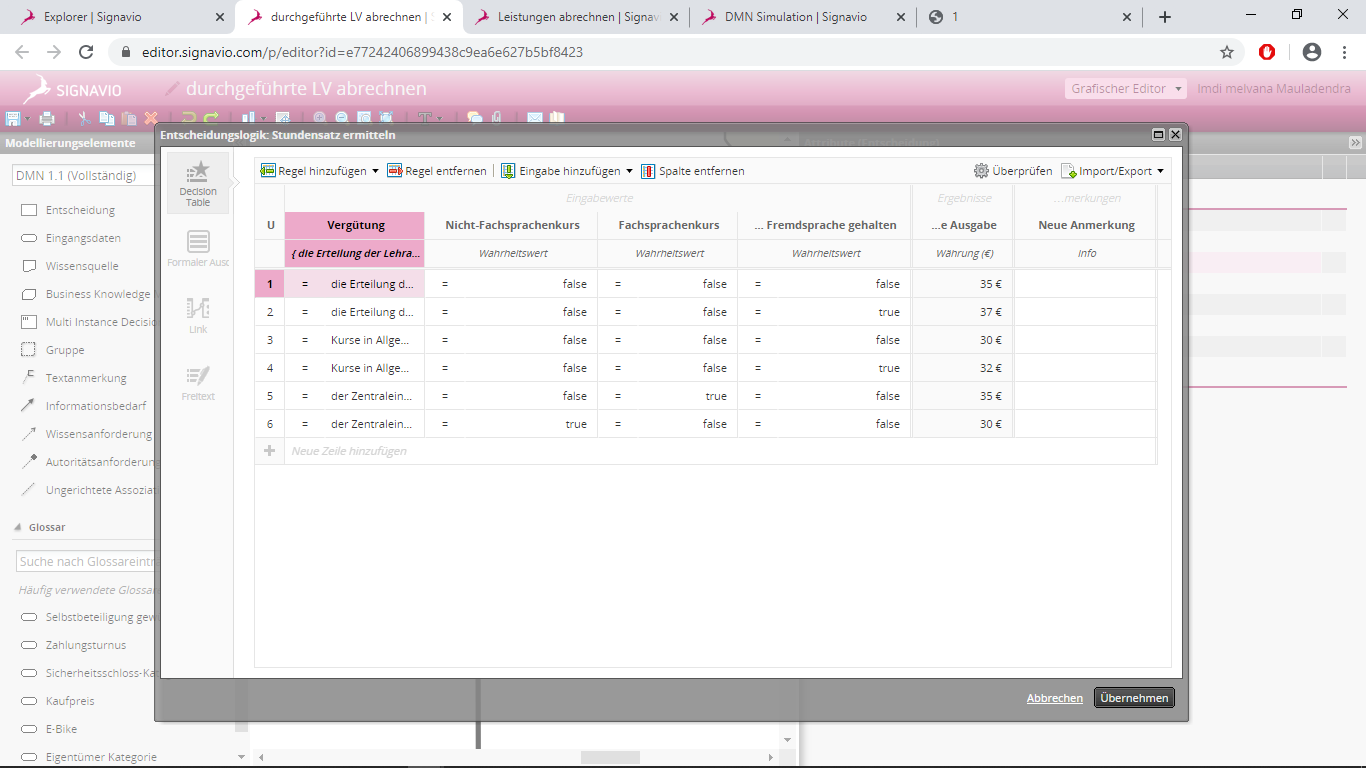 Explorer | Signavio
durchgeführte LV abrechnen |
Leistungen abrechnen | Signav
DMN Simulation | Signavio
1
editor.signavio.com/p/editor?id=e77242406899438c9ea6e627b5bf8423
SIGNAVIO
durchgeführte LV abrechnen
Grafischer Editor
Imdi melvana Mauladendra
Modellierungselemente
DMN 1.1 (Vollständig)
Entscheidung
Eingangsdaten
Wissensquelle
Business Knowledge
Multi Instance Decisio
Gruppe
Textanmerkung
Informationsbedarf
Wissensanforderung
Autoritätsanforderung
Ungerichtete Assoziat
Glossar
Suche nach Glossareintr
Häufig verwendete Glossar
Selbstbeteiligung gew
Zahlungsturnus
Sicherheitsschloss-Kat
Kaufpreis
E-Bike
Eigentümer Kategorie
Entscheidungslogik: Stundensatz ermitteln
Decision
Table
Formaler Ausd
Link
Freitext
Regel hinzufügen Regel entfernen Eingabe hinzufügen Spalte entfernen Überprüfen Import/Export
Eingabewerte Ergebnisse ...merkungen
U Vergütung Nicht-Fachsprachenkurs Fachsprachenkurs ... Fremdsprache gehalten ...e Ausgabe Neue Anmerkung
{ die Erteilung der Lehra... Wahrheitswert Wahrheitswert Wahrheitswert Währung (€) Info
1 = die Erteilung d... = false = false = false 35 €
2 = die Erteilung d... = false = false = true 37 €
3 = Kurse in Allge... = false = false = false 30 €
4 = Kurse in Allge... = false = false = true 32 €
5 = der Zentralein... = false = true = false 35 €
6 = der Zentralein... = true = false = false 30 €
+ Neue Zeile hinzufügen
Abbrechen Übernehmen